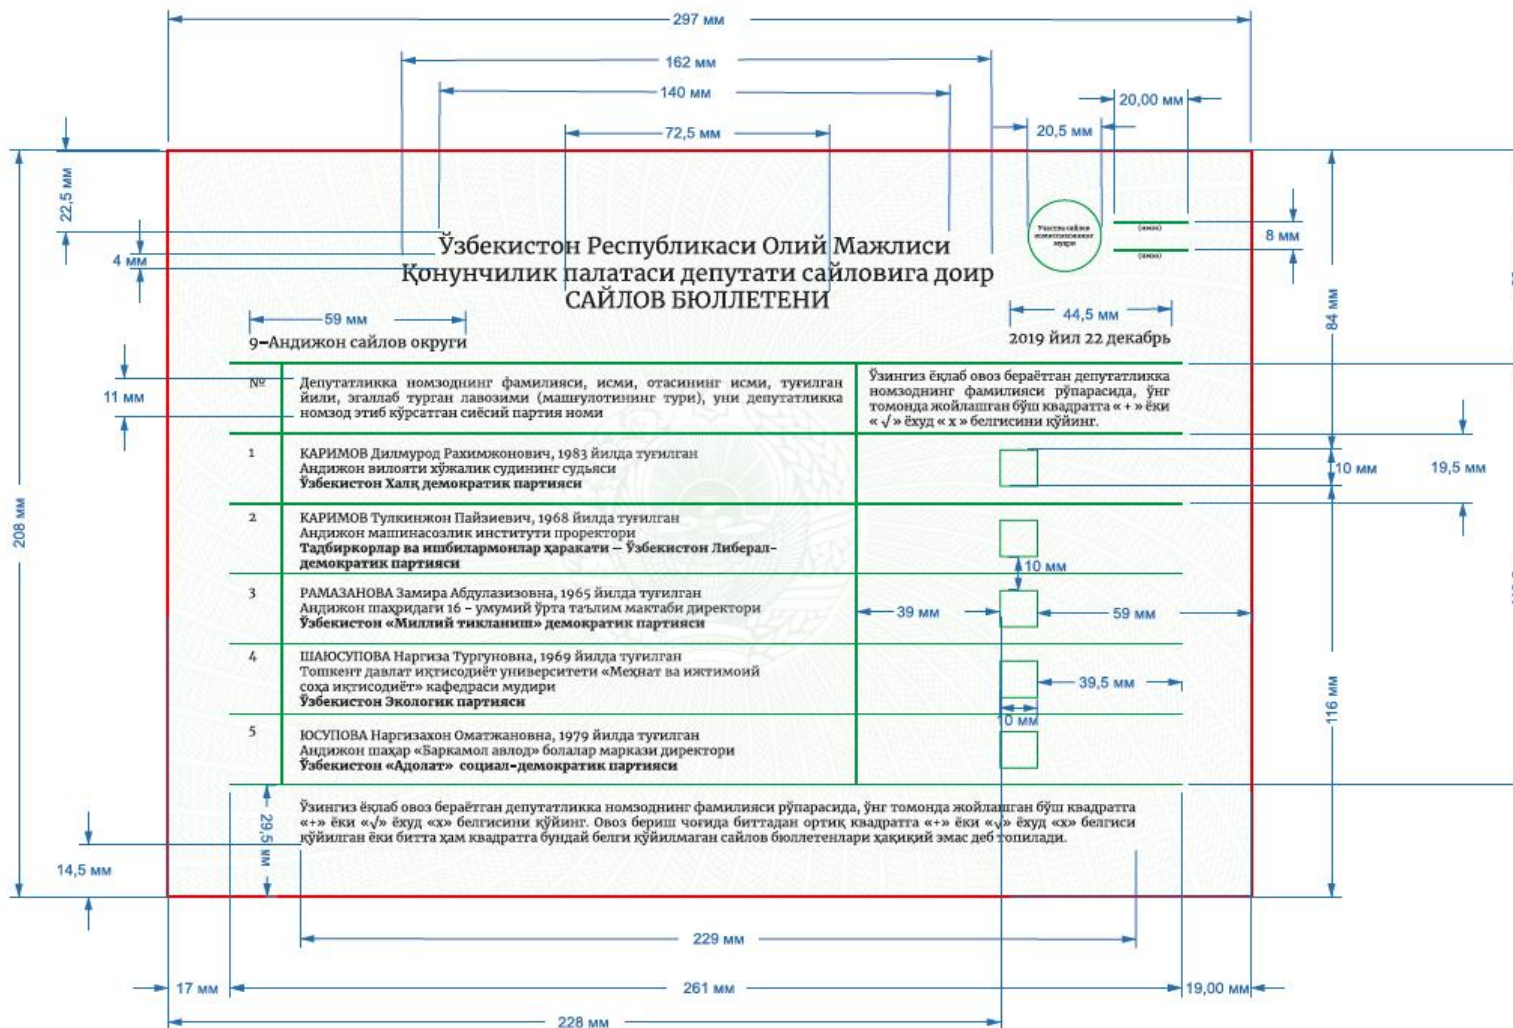 297 мм
162 мм
140 мм
20,00 мм
72,5 мм
20,5 мм
22,5 мм
4 мм
Ўзбекистон Республикаси Олий Мажлиси
Қонунчилик палатаси депутати сайловига доир
САЙЛОВ БЮЛЛЕТЕНИ
Участка сайлов
комиссиясининг
муҳри
(имзо)
(имзо)
8 мм
59 мм
44,5 мм
84 мм
9–Андижон сайлов округи
2019 йил 22 декабрь
11 мм
№
Депутатликка номзоднинг фамилияси, исми, отасининг исми, туғилган
йили, эгаллаб турган лавозими (машғулотининг тури), уни депутатликка
номзод этиб кўрсатган сиёсий партия номи
Ўзингиз ёқлаб овоз бераётган депутатликка
номзоднинг фамилияси рўпарасида, ўнг
томонда жойлашган бўш квадратга « + » ёки
« √ » ёхуд « х » белгисини қўйинг.
1
КАРИМОВ Дилмурод Рахимжонович, 1983 йилда туғилган
Андижон вилояти хўжалик судининг судьяси
Ўзбекистон Халқ демократик партияси
10 мм
19,5 мм
208 мм
2
КАРИМОВ Тулкинжон Пайзиевич, 1968 йилда туғилган
Андижон машинасозлик институти проректори
Тадбиркорлар ва ишбилармонлар ҳаракати – Ўзбекистон Либерал–
демократик партияси
10 мм
3
РАМАЗАНОВА Замира Абдулазизовна, 1965 йилда туғилган
Андижон шаҳридаги 16 – умумий ўрта таълим мактаби директори
Ўзбекистон «Миллий тикланиш» демократик партияси
39 мм
59 мм
4
ШАЮСУПОВА Наргиза Тургуновна, 1969 йилда туғилган
Тошкент давлат иқтисодиёт университети «Меҳнат ва ижтимоий
соҳа иқтисодиёт» кафедраси мудири
Ўзбекистон Экологик партияси
39,5 мм
10 мм
116 мм
5
ЮСУПОВА Наргизахон Оматжановна, 1979 йилда туғилган
Андижон шаҳар «Баркамол авлод» болалар маркази директори
Ўзбекистон «Адолат» социал–демократик партияси
29,5 мм
Ўзингиз ёқлаб овоз бераётган депутатликка номзоднинг фамилияси рўпарасида, ўнг томонда жойлашган бўш квадратга
«+» ёки «√» ёхуд «х» белгисини қўйинг. Овоз бериш чоғида биттадан ортиқ квадратга «+» ёки «√» ёхуд «х» белгиси
қўйилган ёки битта ҳам квадратга бундай белги қўйилмаган сайлов бюллетенлари ҳақиқий эмас деб топилади.
14,5 мм
229 мм
17 мм
261 мм
19,00 мм
228 мм